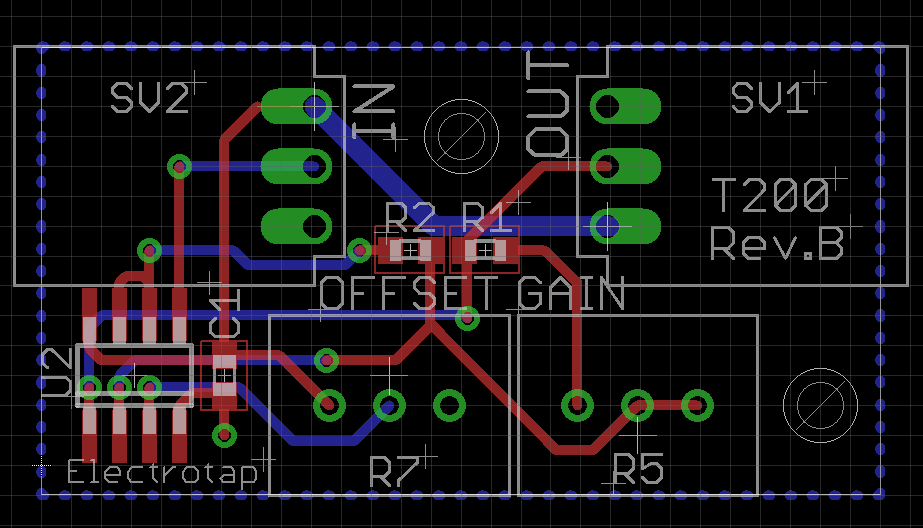 SV2
IN
OUT
SV1
T200
Rev.B
R2
R1
OFFSET
GAIN
C1
U2
R7
R5
Electrotap